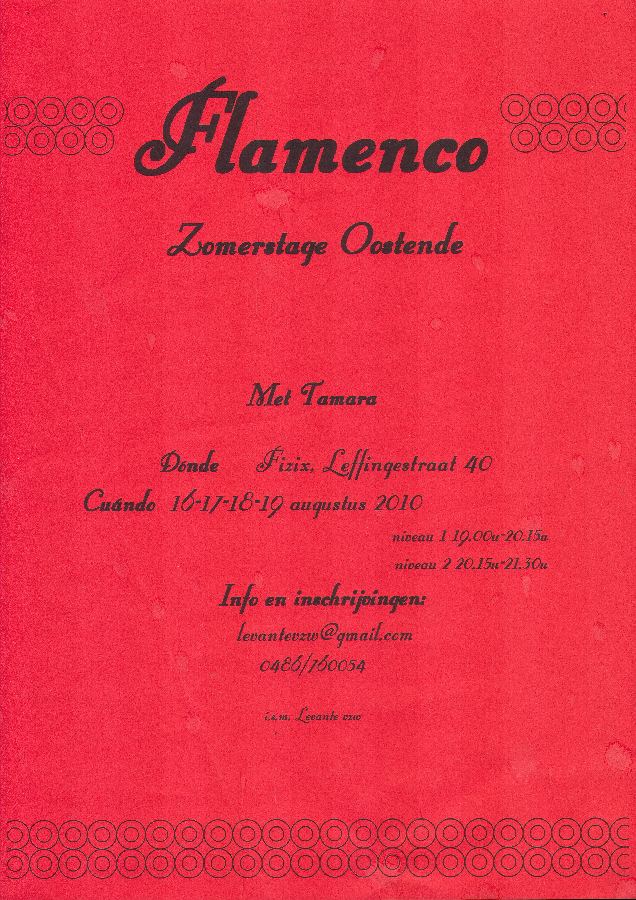 Flamenco
Zomerstage Oostende
Met Tamara
Dónde Fizix, Leffingestraat 40
Cuándo 16-17-18-19 augustus 2010
niveau 1 19.00u-20.15u
niveau 2 20.15u-21.30u
Info en inschrijvingen:
levantevzw@gmail.com
0486/760054
i.s.m. Levante vzw